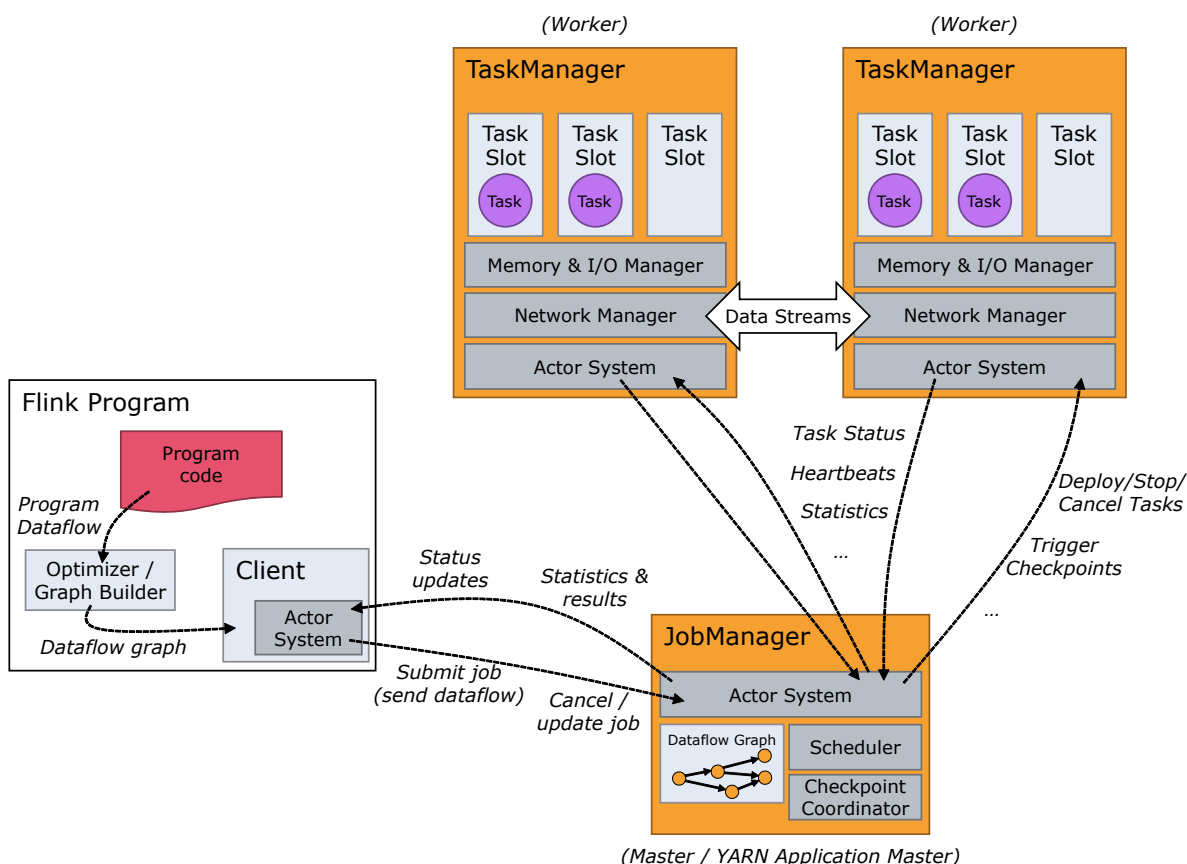 (Worker)
TaskManager
Task
Slot
Task
Task
Slot
Task
Task
Slot
Memory & I/O Manager
Network Manager
Actor System
(Worker)
TaskManager
Task
Slot
Task
Task
Slot
Task
Task
Slot
Memory & I/O Manager
Network Manager
Actor System
Data Streams
Flink Program
Program
code
Program
Dataflow
Optimizer /
Graph Builder
Dataflow graph
Client
Actor
System
Status
updates
Statistics &
results
Submit job
(send dataflow)
Cancel /
update job
Task Status
Heartbeats
Statistics
...
Deploy/Stop/
Cancel Tasks
Trigger
Checkpoints
...
JobManager
Actor System
Dataflow Graph
Scheduler
Checkpoint
Coordinator
(Master / YARN Application Master)